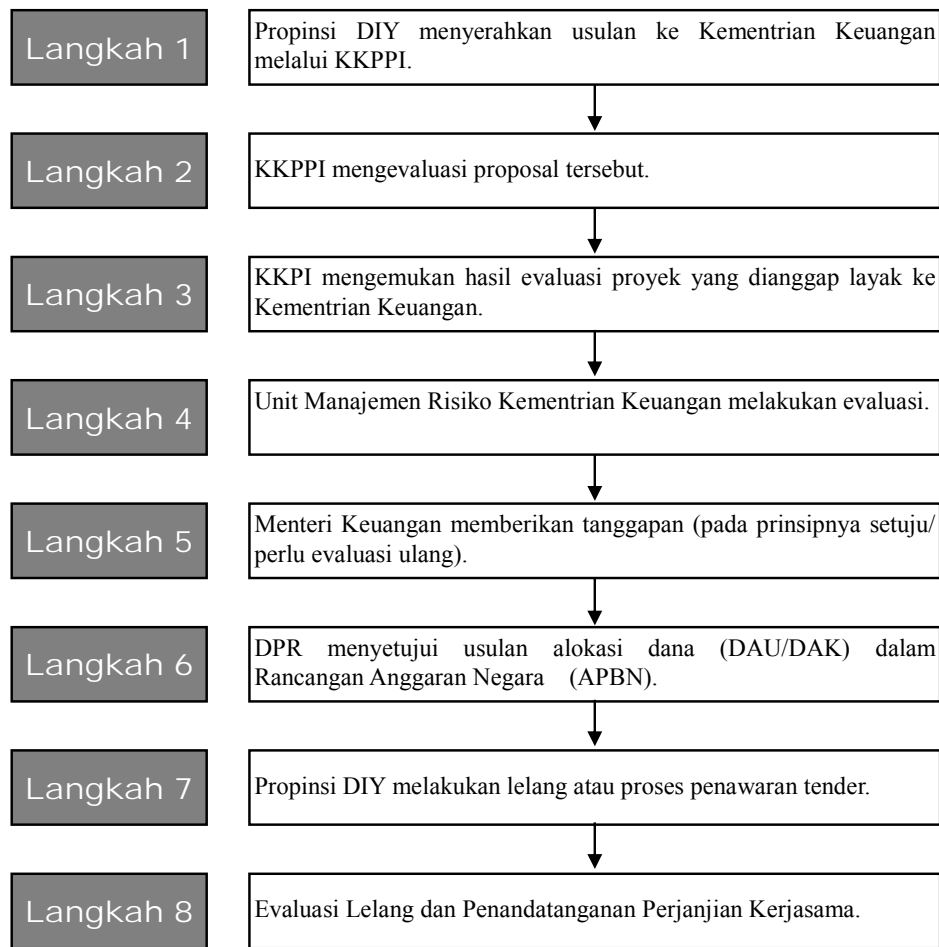 Langkah 1
Propinsi DIY menyerahkan usulan ke Kementrian Keuangan
melalui KKPPI.
Langkah 2
KKPPI mengevaluasi proposal tersebut.
Langkah 3
KKPI mengemukan hasil evaluasi proyek yang dianggap layak ke
Kementrian Keuangan.
Langkah 4
Unit Manajemen Risiko Kementrian Keuangan melakukan evaluasi.
Langkah 5
Menteri Keuangan memberikan tanggapan (pada prinsipnya setuju/
perlu evaluasi ulang).
Langkah 6
DPR menyetujui usulan alokasi dana (DAU/DAK) dalam
Rancangan Anggaran Negara (APBN).
Langkah 7
Propinsi DIY melakukan lelang atau proses penawaran tender.
Langkah 8
Evaluasi Lelang dan Penandatanganan Perjanjian Kerjasama.